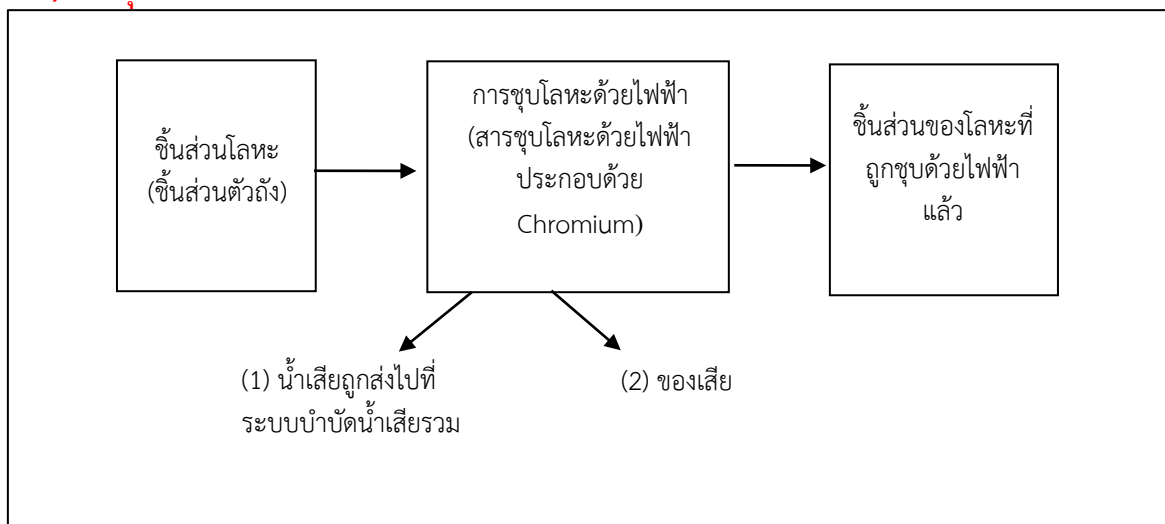 ชิ้นส่วนโลหะ
(ชิ้นส่วนตัวถัง)
การชุบโลหะด้วยไฟฟ้า
(สารชุบโลหะด้วยไฟฟ้า
ประกอบด้วย
Chromium)
ชิ้นส่วนของโลหะที่
ถูกชุบด้วยไฟฟ้า
แล้ว
(1) น้ำเสียถูกส่งไปที่
ระบบบำบัดน้ำเสียรวม
(2) ของเสีย